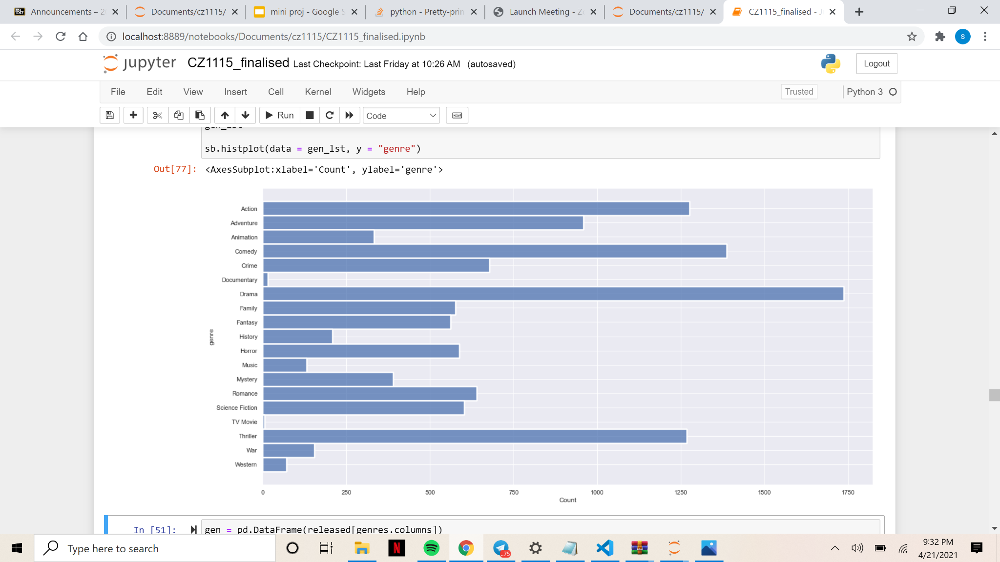 Bb Announcements – 2
Documents/cz1115/
mini proj - Google S
python - Pretty-prin
Launch Meeting - Z
Documents/cz1115/
CZ1115_finalised - J
localhost:8889/notebooks/Documents/cz1115/CZ1115_finalised.ipynb
S
jupyter CZ1115_finalised Last Checkpoint: Last Friday at 10:26 AM (autosaved)
Logout
File Edit View Insert Cell Kernel Widgets Help
Trusted
Python 3
Run
Code
sb.histplot(data = gen_lst, y = "genre")
Out[77]: <AxesSubplot:xlabel='Count', ylabel='genre'>
Action
Adventure
Animation
Comedy
Crime
Documentary
Drama
Family
Fantasy
History
Horror
Music
Mystery
Romance
Science Fiction
TV Movie
Thriller
War
Western
genre
0 250 500 750 1000 1250 1500 1750
Count
In [51]: gen = pd.DataFrame(released[genres.columns])
Type here to search
N
..75
9:32 PM
4/21/2021